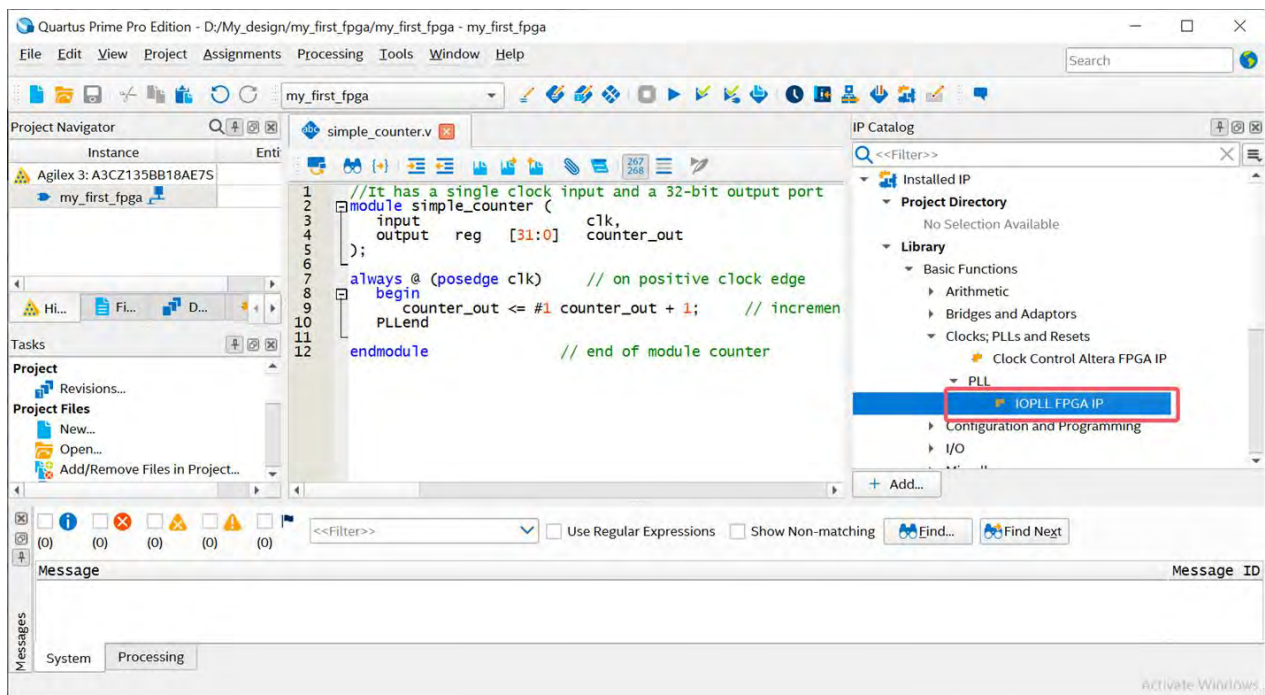 Quartus Prime Pro Edition - D:/My_design/my_first_fpga/my_first_fpga - my_first_fpga
File Edit View Project Assignments Processing Tools Window Help
Search
my_first_fpga
Project Navigator
Instance Enti
Agilex 3: A3CZ135BB18AE7S
my_first_fpga
Hi... Fi... D...
Tasks
Project
Revisions...
Project Files
New...
Open...
Add/Remove Files in Project...
simple_counter.v
267
268
1 //It has a single clock input and a 32-bit output port
2 module simple_counter (
3 input clk,
4 output reg [31:0] counter_out
5 );
6
7 always @ (posedge clk) // on positive clock edge
8 begin
9 counter_out <= #1 counter_out + 1; // incremen
10 PLLend
11
12 endmodule // end of module counter
IP Catalog
<<Filter>>
Installed IP
Project Directory
No Selection Available
Library
Basic Functions
Arithmetic
Bridges and Adaptors
Clocks; PLLs and Resets
Clock Control Altera FPGA IP
PLL
IOPLL FPGA IP
Configuration and Programming
I/O
+ Add...
(0) (0) (0) (0) (0)
<<Filter>> Use Regular Expressions Show Non-matching Find... Find Next
Message Message ID
Messages
System Processing
Activate Windows